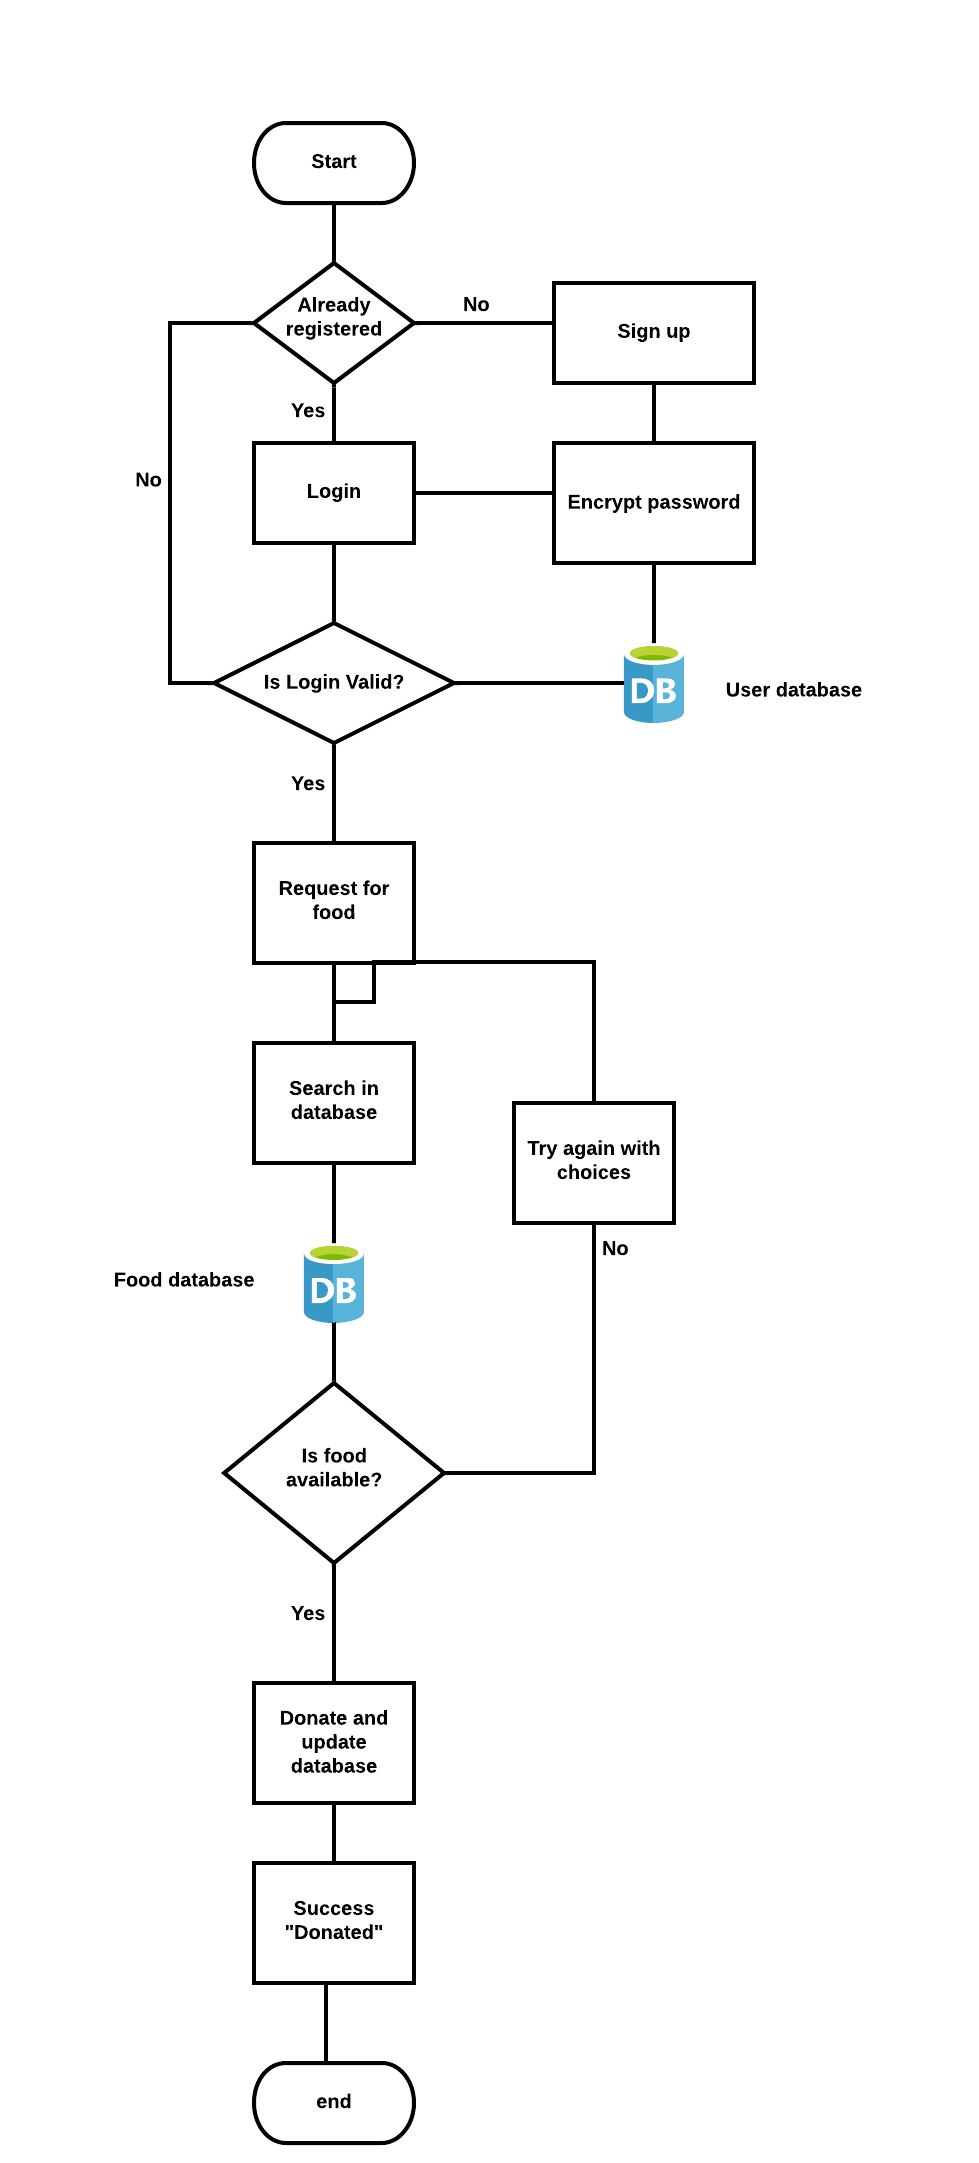 Start
Already
registered
No
Sign up
Yes
No
Login
Encrypt password
Is Login Valid?
DB
User database
Yes
Request for
food
Search in
database
Try again with
choices
No
Food database
DB
Is food
available?
Yes
Donate and
update
database
Success
"Donated"
end